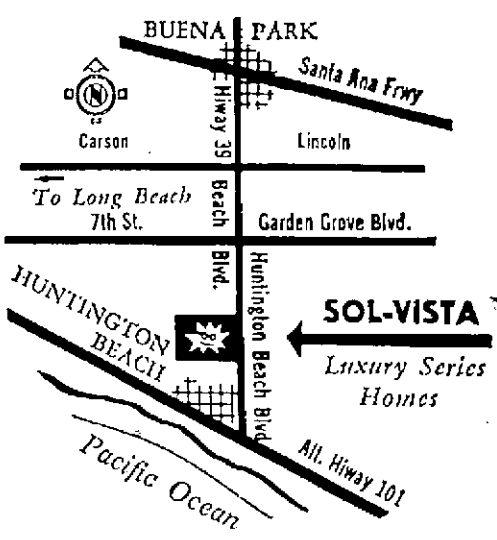 BUENA PARK
Santa Ana Frwy
N
Hiway 39 Beach Blvd.
Carson
Lincoln
To Long Beach
7th St.
Garden Grove Blvd.
HUNTINGTON
BEACH
Huntington Beach Blvd.
SOL-VISTA
Luxury Series
Homes
Alt. Hiway 101
Pacific Ocean